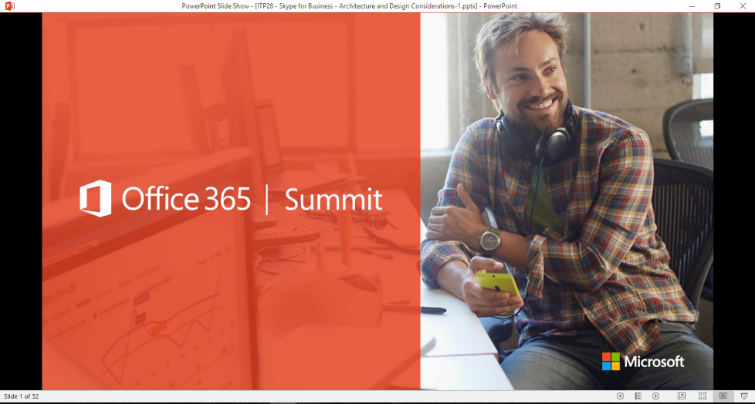 PowerPoint Slide Show - [ITP28 - Skype for Business - Architecture and Design Considerations-1.pptx] - PowerPoint
Office 365 | Summit
Microsoft
Slide 1 of 32